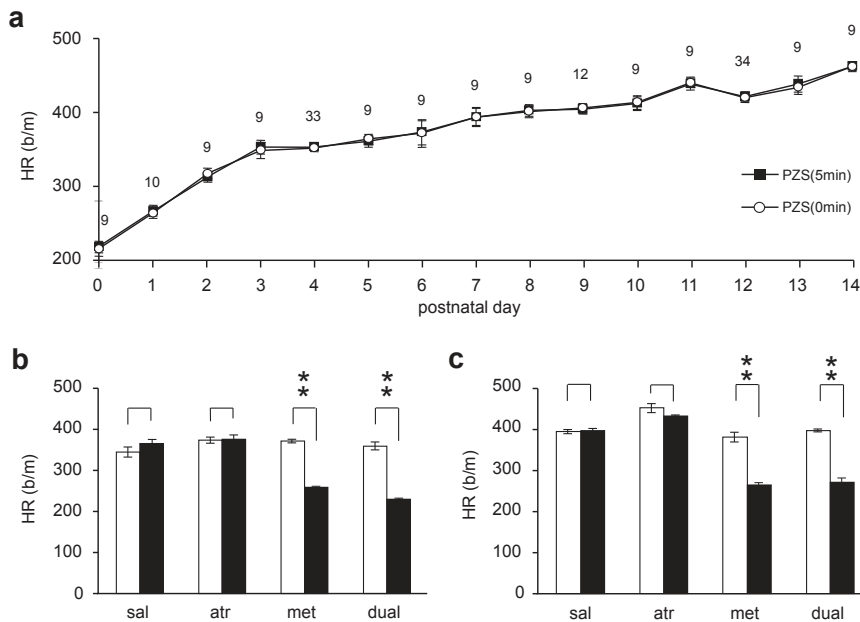 a
500
400
300
200
HR (b/m)
9
10
9
9
33
9
9
9
9
12
9
9
34
9
9
PZS(5min)
PZS(0min)
0 1 2 3 4 5 6 7 8 9 10 11 12 13 14
postnatal day
b
500
400
300
200
100
0
HR (b/m)
** **
sal atr met dual
c
500
400
300
200
100
0
HR (b/m)
** **
sal atr met dual